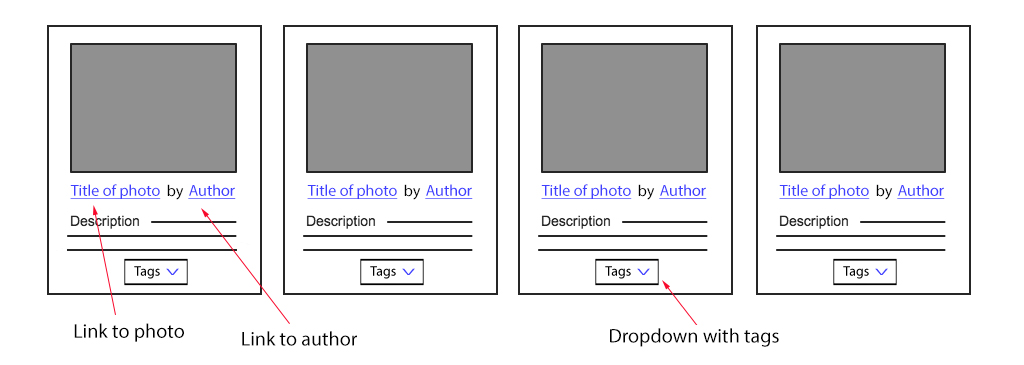 Title of photo by Author
Description
Tags
Title of photo by Author
Description
Tags
Title of photo by Author
Description
Tags
Title of photo by Author
Description
Tags
Link to photo
Link to author
Dropdown with tags